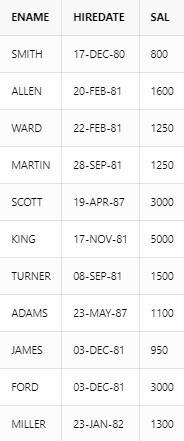 ENAME HIREDATE SAL
SMITH 17-DEC-80 800
ALLEN 20-FEB-81 1600
WARD 22-FEB-81 1250
MARTIN 28-SEP-81 1250
SCOTT 19-APR-87 3000
KING 17-NOV-81 5000
TURNER 08-SEP-81 1500
ADAMS 23-MAY-87 1100
JAMES 03-DEC-81 950
FORD 03-DEC-81 3000
MILLER 23-JAN-82 1300